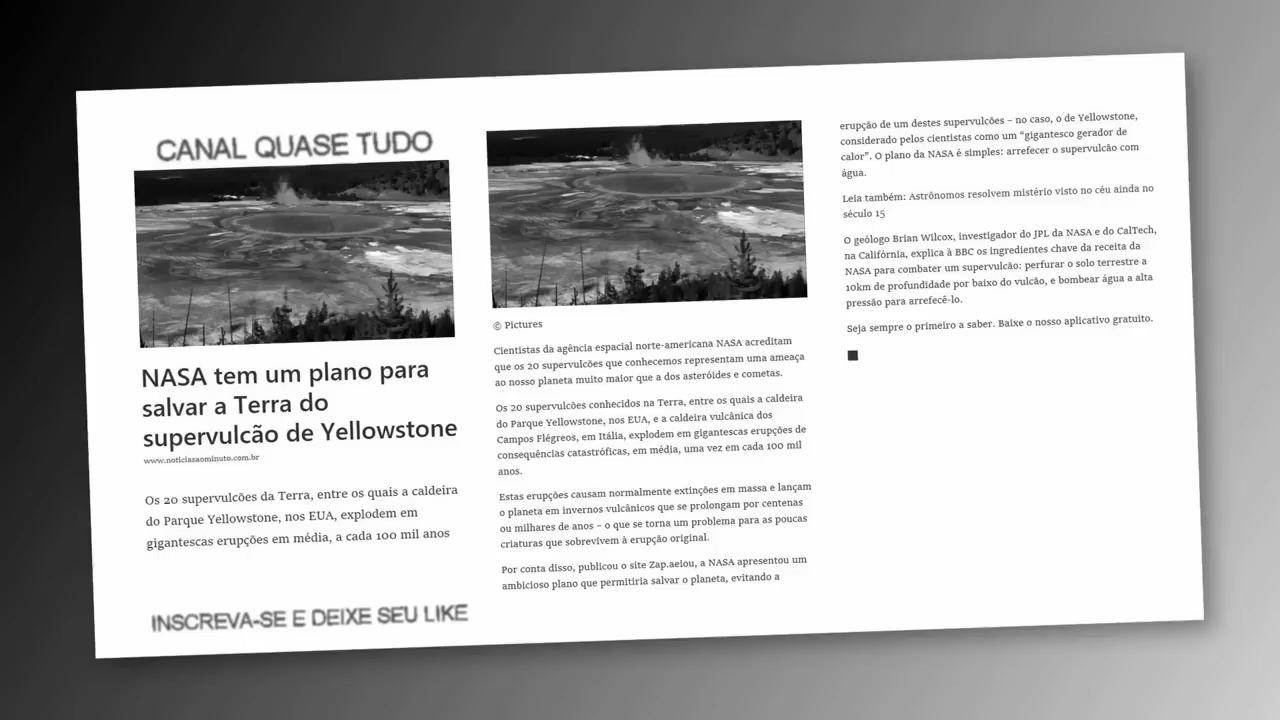 CANAL QUASE TUDO
NASA tem um plano para
salvar a Terra do
supervulcão de Yellowstone
www.noticiasaominuto.com.br
Os 20 supervulcões da Terra, entre os quais a caldeira
do Parque Yellowstone, nos EUA, explodem em
gigantescas erupções em média, a cada 100 mil anos
INSCREVA-SE E DEIXE SEU LIKE
© Pictures
Cientistas da agência espacial norte-americana NASA acreditam
que os 20 supervulcões que conhecemos representam uma ameaça
ao nosso planeta muito maior que a dos asteróides e cometas.
Os 20 supervulcões conhecidos na Terra, entre os quais a caldeira
do Parque Yellowstone, nos EUA, e a caldeira vulcânica dos
Campos Flégreos, em Itália, explodem em gigantescas erupções de
consequências catastróficas, em média, uma vez em cada 100 mil
anos.
Estas erupções causam normalmente extinções em massa e lançam
o planeta em invernos vulcânicos que se prolongam por centenas
ou milhares de anos – o que se torna um problema para as poucas
criaturas que sobrevivem à erupção original.
Por conta disso, publicou o site Zap.aeiou, a NASA apresentou um
ambicioso plano que permitiria salvar o planeta, evitando a
erupção de um destes supervulcões – no caso, o de Yellowstone,
considerado pelos cientistas como um “gigantesco gerador de
calor”. O plano da NASA é simples: arrefecer o supervulcão com
água.
Leia também: Astrônomos resolvem mistério visto no céu ainda no
século 15
O geólogo Brian Wilcox, investigador do JPL da NASA e do CalTech,
na Califórnia, explica à BBC os ingredientes chave da receita da
NASA para combater um supervulcão: perfurar o solo terrestre a
10km de profundidade por baixo do vulcão, e bombear água a alta
pressão para arrefecê-lo.
Seja sempre o primeiro a saber. Baixe o nosso aplicativo gratuito.